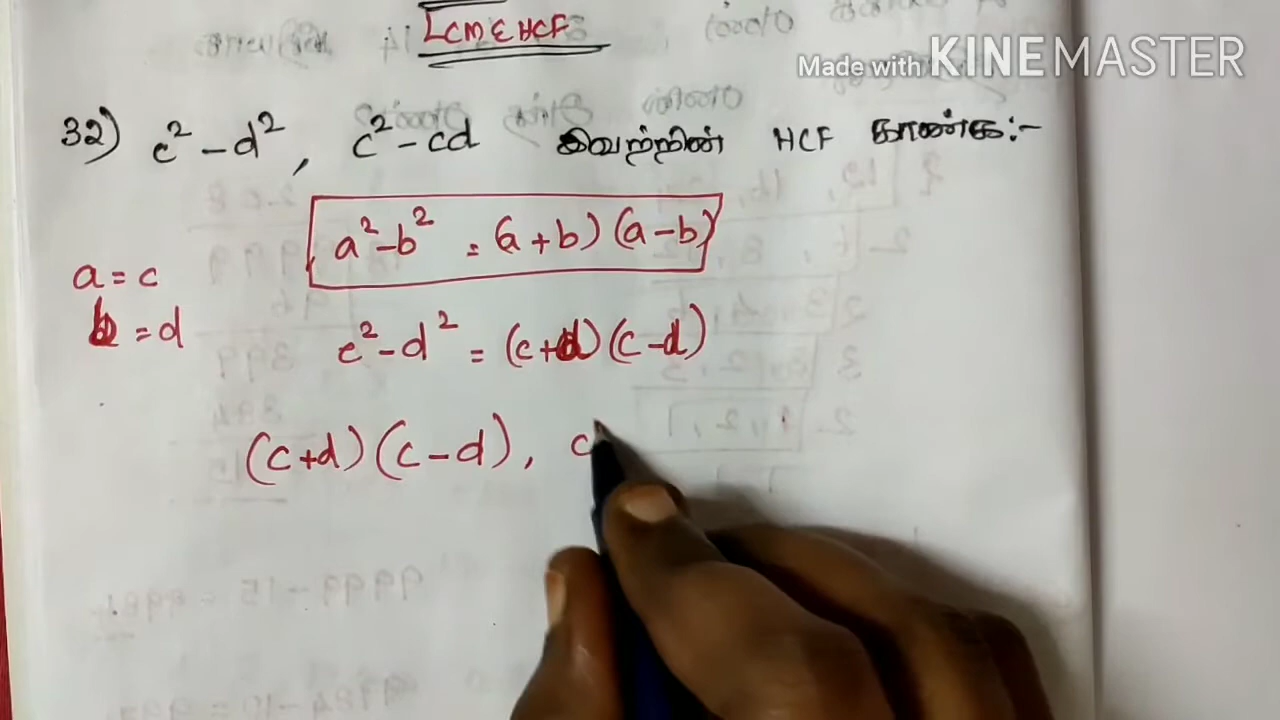 LCM & HCF
Made with KINEMASTER
32) c² - d² , c² - cd இவற்றின் HCF காண்க:-
a² - b² = (a + b) (a - b)
a = c
b = d
c² - d² = (c + d) (c - d)
(c + d) (c - d), c